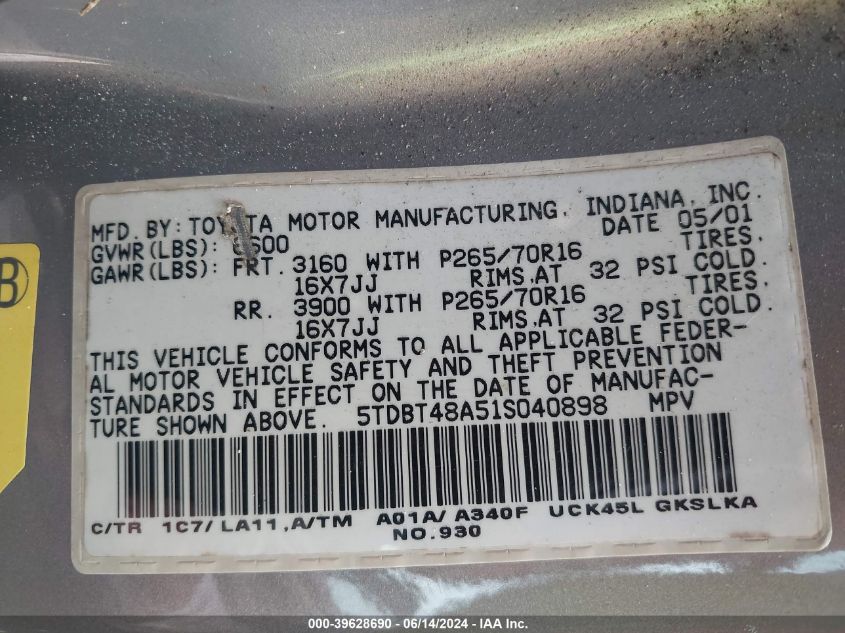 MFD. BY: TOYOTA MOTOR MANUFACTURING, INDIANA, INC.
GVWR(LBS): 6600 DATE 05/01
GAWR(LBS): FRT. 3160 WITH P265/70R16 TIRES.
16X7JJ RIMS,AT 32 PSI COLD.
RR. 3900 WITH P265/70R16 TIRES.
16X7JJ RIMS,AT 32 PSI COLD.
THIS VEHICLE CONFORMS TO ALL APPLICABLE FEDER-
AL MOTOR VEHICLE SAFETY AND THEFT PREVENTION
STANDARDS IN EFFECT ON THE DATE OF MANUFAC-
TURE SHOWN ABOVE. 5TDBT48A51S040898 MPV
C/TR 1C7/ LA11 ,A/TM A01A/ A340F UCK45L GKSLKA
NO.930
B
000-39628690 - 06/14/2024 - IAA Inc.